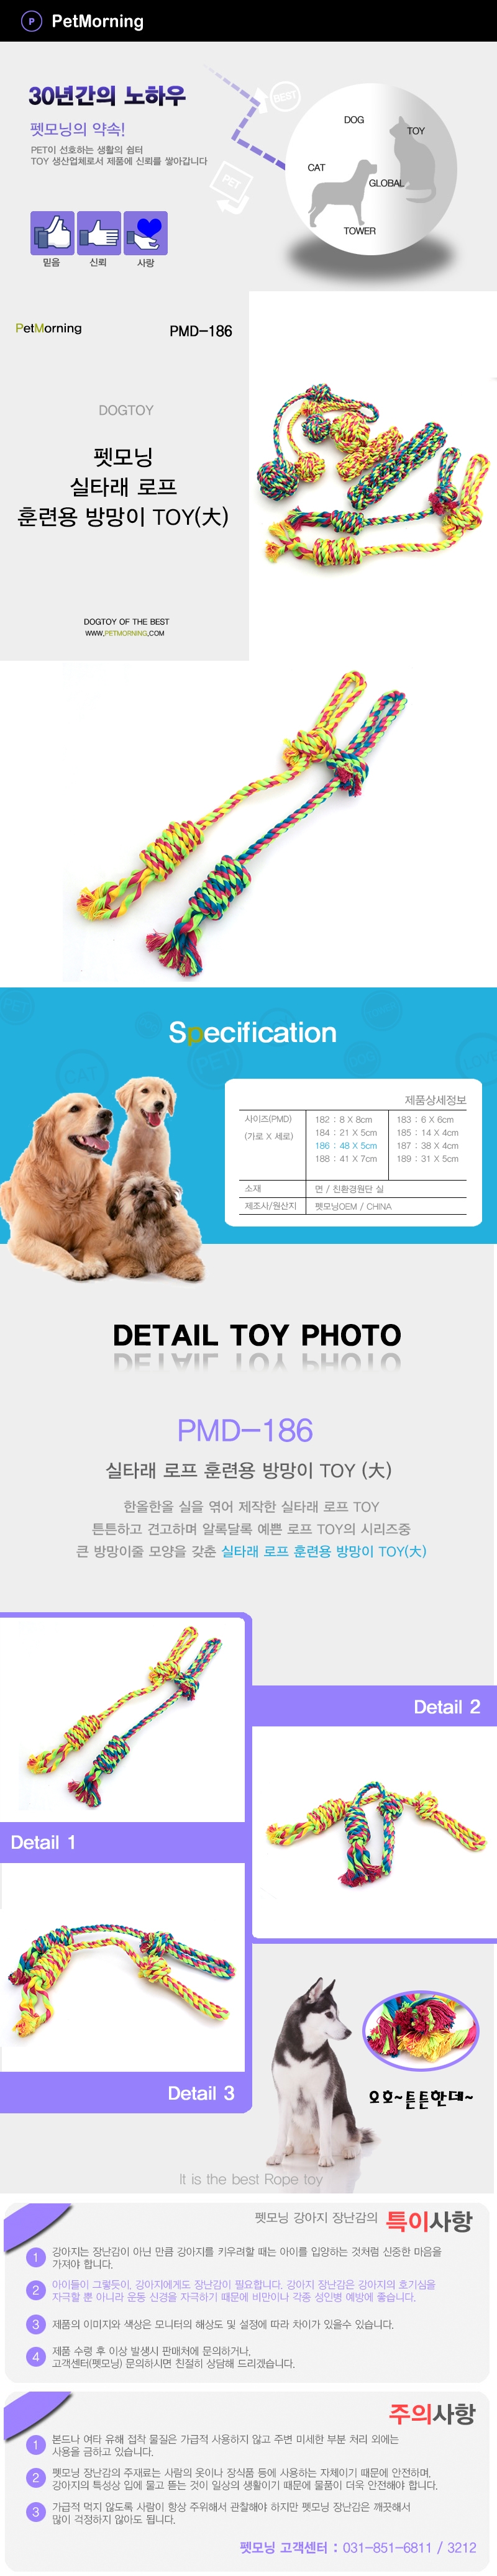 P PetMorning
30년간의 노하우
펫모닝의 약속!
PET이 선호하는 생활의 쉼터
TOY 생산업체로서 제품에 신뢰를 쌓아갑니다
믿음 신뢰 사랑
BEST
PET
DOG
TOY
CAT
GLOBAL
TOWER
PetMorning PMD-186
DOGTOY
펫모닝
실타래 로프
훈련용 방망이 TOY(大)
DOGTOY OF THE BEST
WWW.PETMORNING.COM
Specification
제품상세정보
사이즈(PMD)
(가로 X 세로)
182 : 8 X 8cm 183 : 6 X 6cm
184 : 21 X 5cm 185 : 14 X 4cm
186 : 48 X 5cm 187 : 38 X 4cm
188 : 41 X 7cm 189 : 31 X 5cm
소재 면 / 친환경원단 실
제조사/원산지 펫모닝OEM / CHINA
DETAIL TOY PHOTO
PMD-186
실타래 로프 훈련용 방망이 TOY (大)
한올한올 실을 엮어 제작한 실타래 로프 TOY
튼튼하고 견고하며 알록달록 예쁜 로프 TOY의 시리즈중
큰 방망이줄 모양을 갖춘 실타래 로프 훈련용 방망이 TOY(大)
Detail 2
Detail 1
Detail 3
오호~튼튼한데~
It is the best Rope toy
펫모닝 강아지 장난감의 특이사항
1 강아지는 장난감이 아닌 만큼 강아지를 키우려할 때는 아이를 입양하는 것처럼 신중한 마음을
가져야 합니다.
2 아이들이 그렇듯이, 강아지에게도 장난감이 필요합니다. 강아지 장난감은 강아지의 호기심을
자극할 뿐 아니라 운동 신경을 자극하기 때문에 비만이나 각종 성인병 예방에 좋습니다.
3 제품의 이미지와 색상은 모니터의 해상도 및 설정에 따라 차이가 있을수 있습니다.
4 제품 수령 후 이상 발생시 판매처에 문의하거나,
고객센터(펫모닝) 문의하시면 친절히 상담해 드리겠습니다.
주의사항
1 본드나 여타 유해 접착 물질은 가급적 사용하지 않고 주변 미세한 부분 처리 외에는
사용을 금하고 있습니다.
2 펫모닝 장난감의 주재료는 사람의 옷이나 장식품 등에 사용하는 자체이기 때문에 안전하며,
강아지의 특성상 입에 물고 뜯는 것이 일상의 생활이기 때문에 물품이 더욱 안전해야 합니다.
3 가급적 먹지 않도록 사람이 항상 주위해서 관찰해야 하지만 펫모닝 장난감은 깨끗해서
많이 걱정하지 않아도 됩니다.
펫모닝 고객센터 : 031-851-6811 / 3212